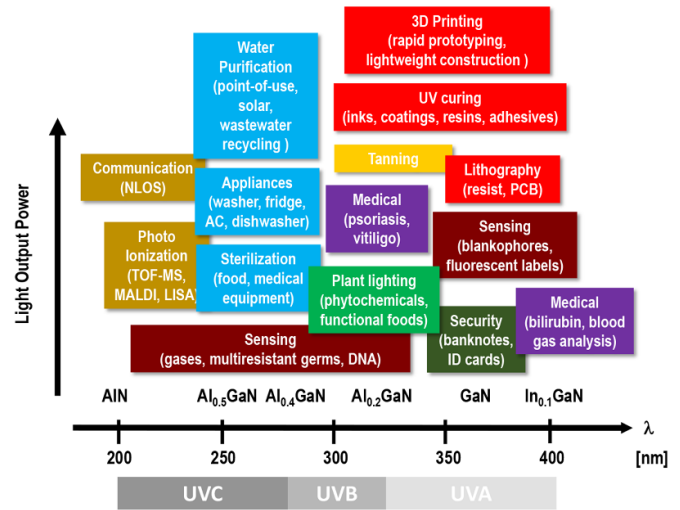 3D Printing
(rapid prototyping,
lightweight construction )
Water
Purification
(point-of-use,
solar,
wastewater
recycling )
UV curing
(inks, coatings, resins, adhesives)
Tanning
Communication
(NLOS)
Appliances
(washer, fridge,
AC, dishwasher)
Medical
(psoriasis,
vitiligo)
Lithography
(resist, PCB)
Photo
Ionization
(TOF-MS,
MALDI, LISA)
Sterilization
(food, medical
equipment)
Sensing
(blankophores,
fluorescent labels)
Plant lighting
(phytochemicals,
functional foods)
Security
(banknotes,
ID cards)
Medical
(bilirubin, blood
gas analysis)
Sensing
(gases, multiresistant germs, DNA)
Light Output Power
AlN Al0.5GaN Al0.4GaN Al0.2GaN GaN In0.1GaN
λ
200 250 300 350 400 [nm]
UVC UVB UVA